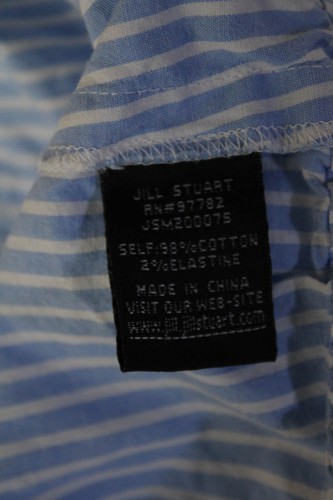 JILL STUART
RN#97782
JSM200075
SELF:98%COTTON
2%ELASTINE
MADE IN CHINA
VISIT OUR WEB-SITE
www.jill.jillstuart.com